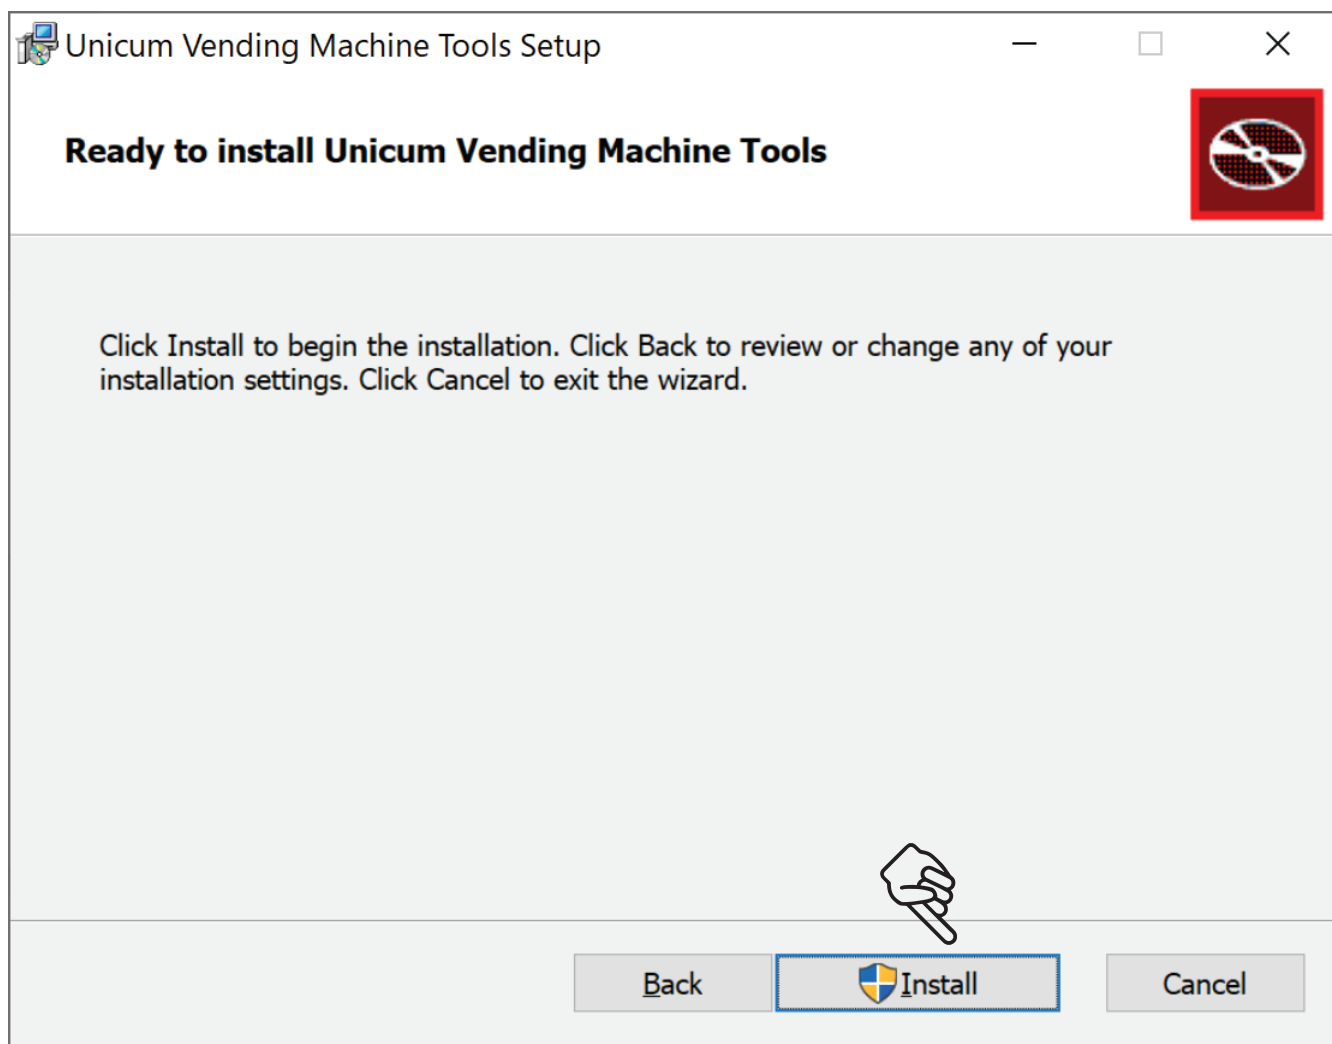 Unicum Vending Machine Tools Setup
Ready to install Unicum Vending Machine Tools
Click Install to begin the installation. Click Back to review or change any of your
installation settings. Click Cancel to exit the wizard.
Back
Install
Cancel